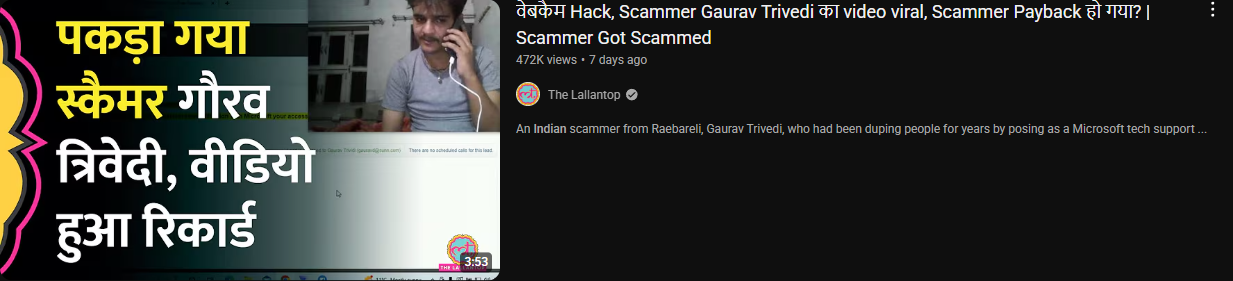 पकड़ा गया
स्कैमर गौरव
त्रिवेदी, वीडियो
हुआ रिकार्ड
There are no scheduled calls for this lead.
THE LALLANTOP
3:53
वेबकैम Hack, Scammer Gaurav Trivedi का video viral, Scammer Payback हो गया? |
Scammer Got Scammed
472K views • 7 days ago
The Lallantop
An Indian scammer from Raebareli, Gaurav Trivedi, who had been duping people for years by posing as a Microsoft tech support ...